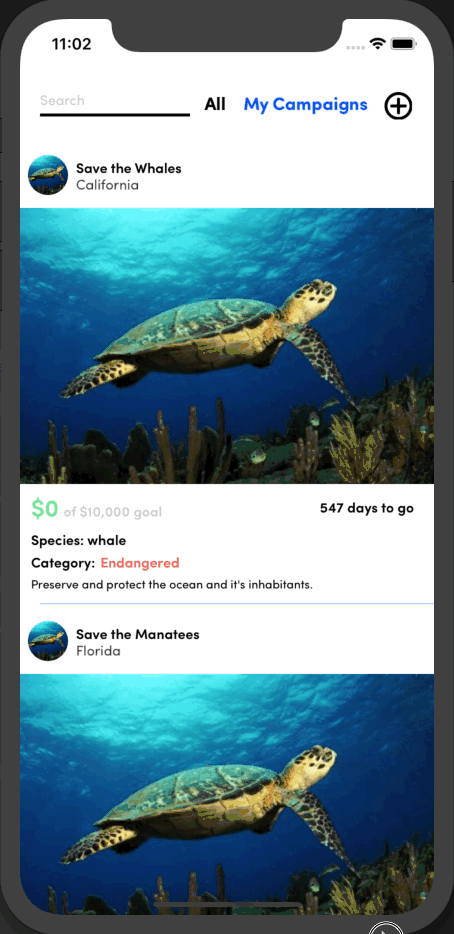 11:02
Search All My Campaigns
Save the Whales
California
$0 of $10,000 goal 547 days to go
Species: whale
Category: Endangered
Preserve and protect the ocean and it's inhabitants.
Save the Manatees
Florida